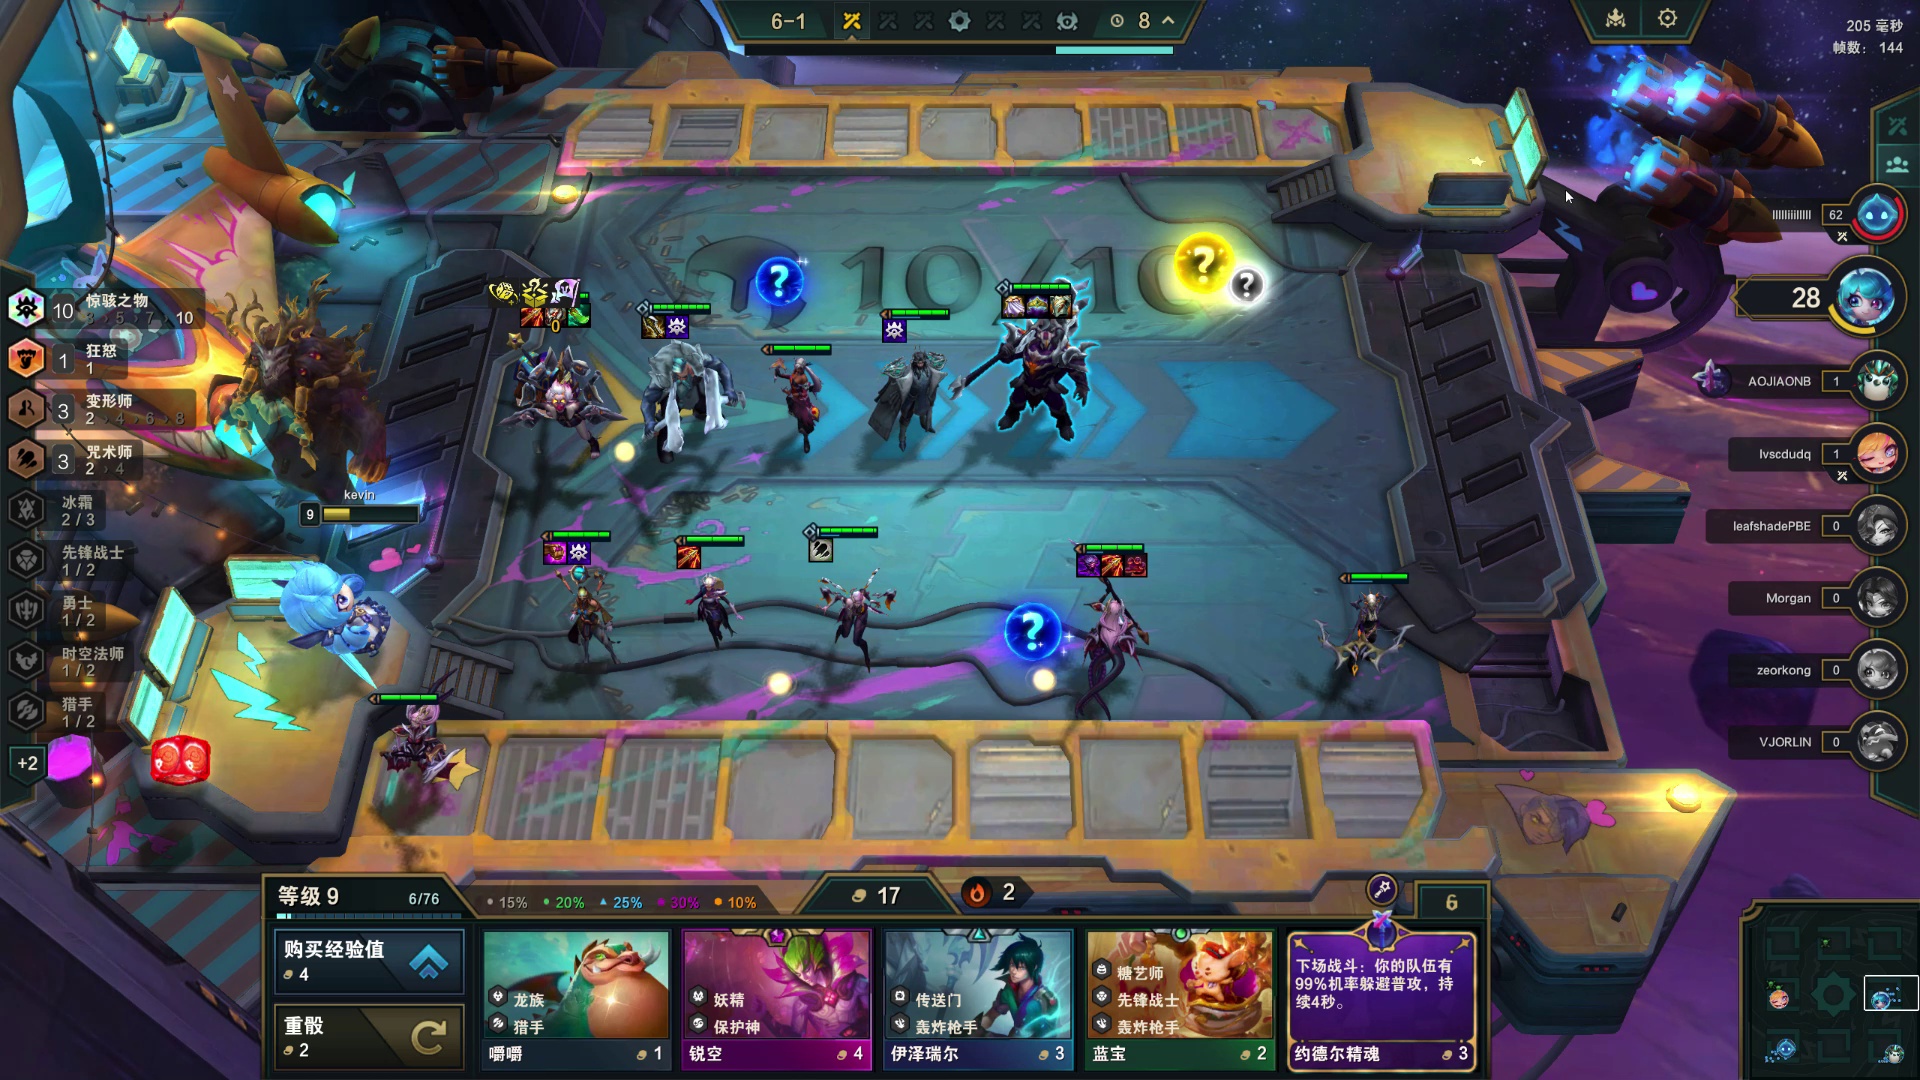 6-1
8
205 毫秒
帧数： 144
10/10
10
惊骇之物
3 › 5 › 7 › 10
1
狂怒
1
3
变形师
2 › 4 › 6 › 8
3
咒术师
2 › 4
冰霜
2 / 3
先锋战士
1 / 2
勇士
1 / 2
时空法师
1 / 2
猎手
1 / 2
+2
kevin
9
0
62
28
AOJIAONB
1
lvscdudq
1
leafshadePBE
0
Morgan
0
zeorkong
0
VJORLIN
0
等级 9
6/76
15%
20%
25%
30%
10%
17
2
6
购买经验值
4
重骰
2
龙族
猎手
嚼嚼
1
妖精
保护神
锐空
4
传送门
轰炸枪手
伊泽瑞尔
3
糖艺师
先锋战士
轰炸枪手
蓝宝
2
下场战斗：你的队伍有
99%机率躲避普攻，持
续4秒。
约德尔精魂
3